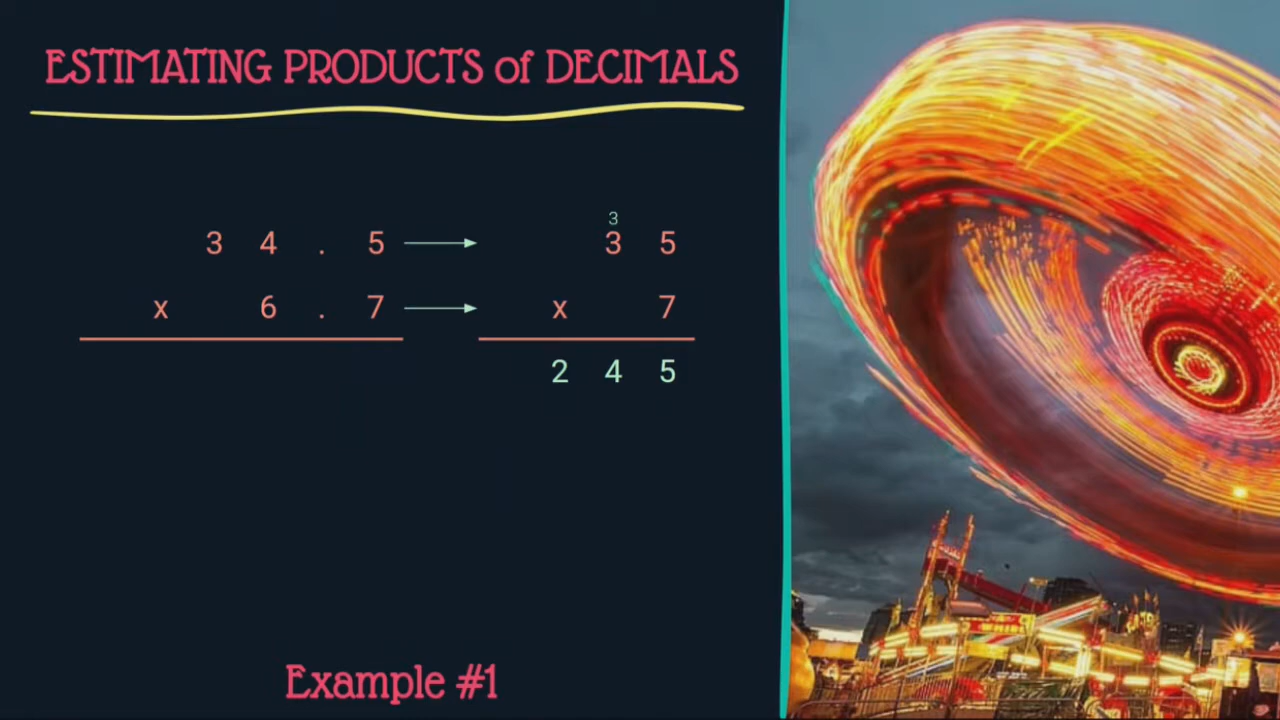 ESTIMATING PRODUCTS of DECIMALS
3
3 4 . 5 → 3 5
x 6 . 7 → x 7
2 4 5
Example #1